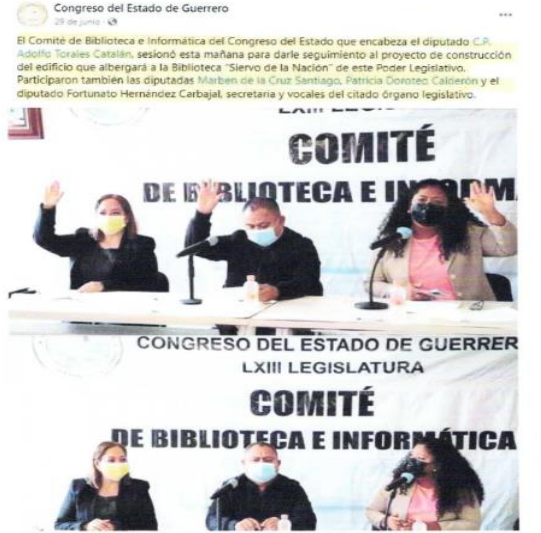 Congreso del Estado de Guerrero
29 de junio ·
El Comité de Biblioteca e Informática del Congreso del Estado que encabeza el diputado C.P.
Adolfo Torales Catalán, sesionó esta mañana para darle seguimiento al proyecto de construcción
del edificio que albergará a la Biblioteca "Siervo de la Nación" de este Poder Legislativo.
Participaron también las diputadas Marben de la Cruz Santiago, Patricia Doroteo Calderón y el
diputado Fortunato Hernández Carbajal, secretaria y vocales del citado órgano legislativo.
COMITÉ
DE BIBLIOTECA E
CONGRESO DEL ESTADO DE GUERRER
LXIII LEGISLATURA
COMITÉ
DE BIBLIOTECA E INFORMÁTICA